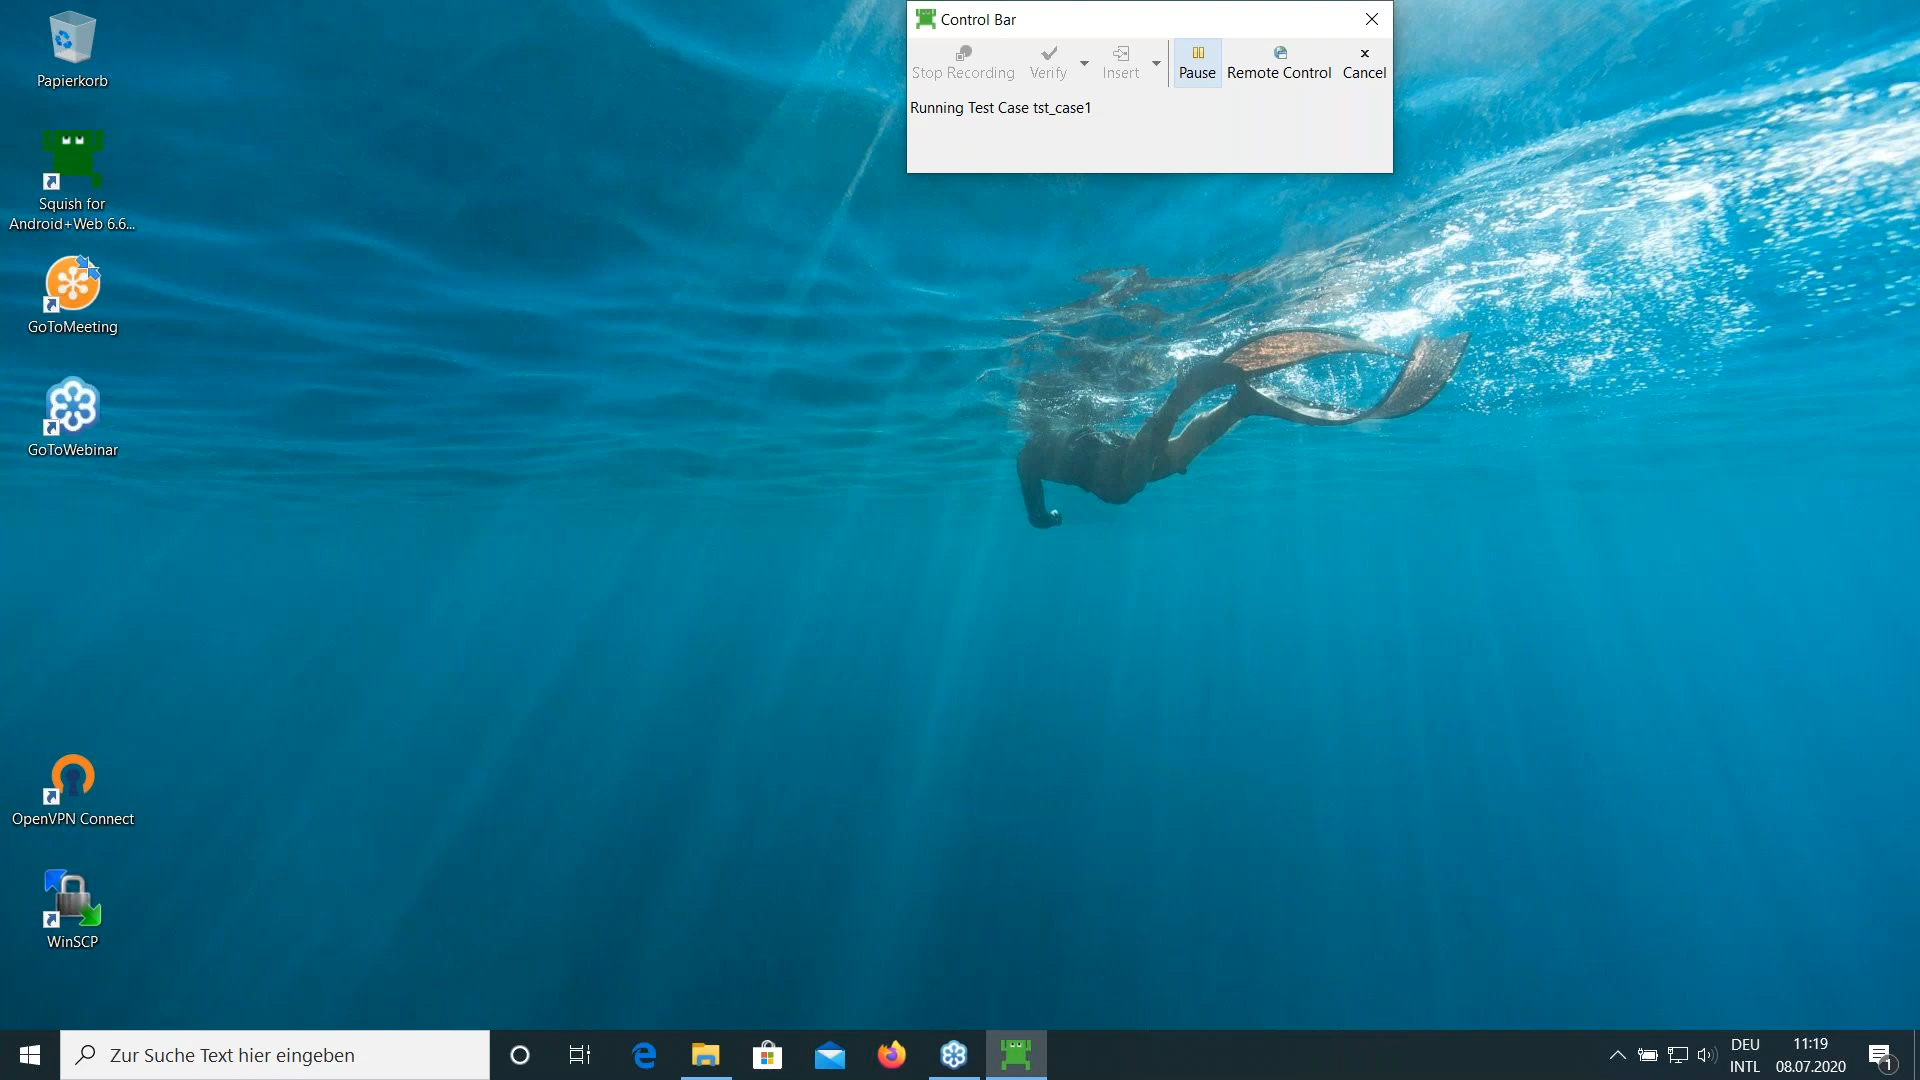 Control Bar
Stop Recording Verify Insert Pause Remote Control Cancel
Running Test Case tst_case1
Papierkorb
Squish for
Android+Web 6.6...
GoToMeeting
GoToWebinar
OpenVPN Connect
WinSCP
Zur Suche Text hier eingeben
DEU
INTL
11:19
08.07.2020
1